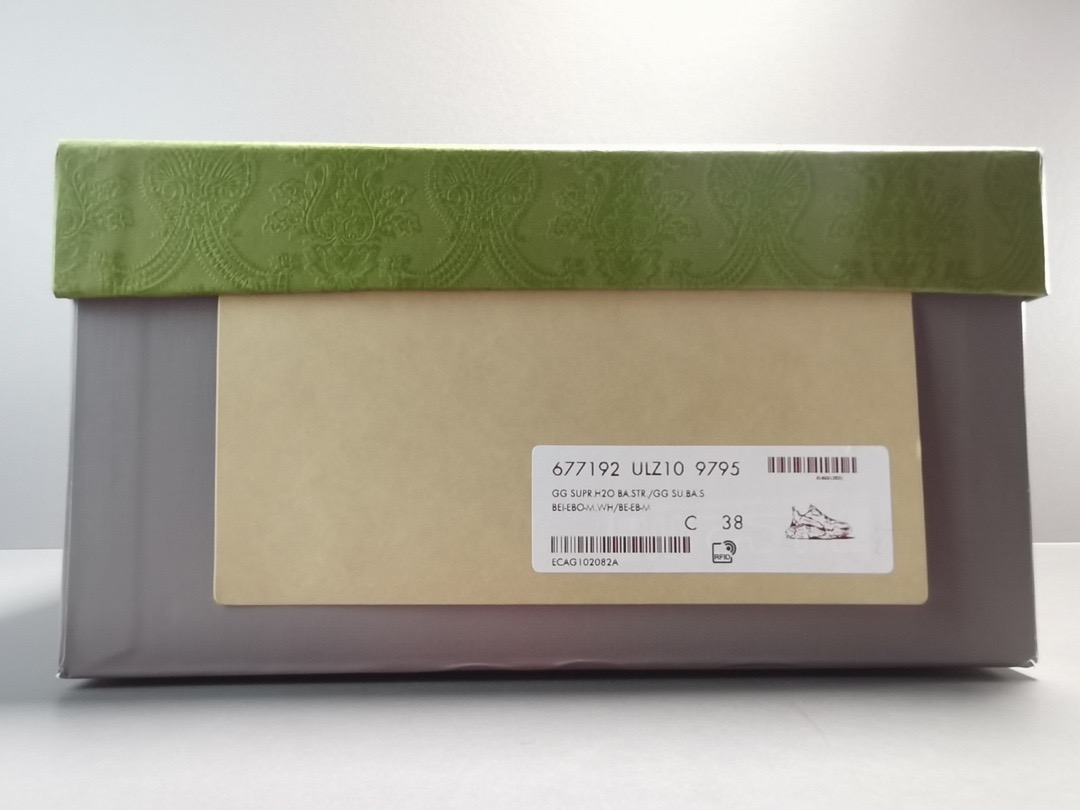 677192 ULZ10 9795
GG SUPR.H2O BA.STR./GG SU.BA.S
BEI-EBO-M.WH/BE-EB-M
C 38
RFID
ECAG102082A